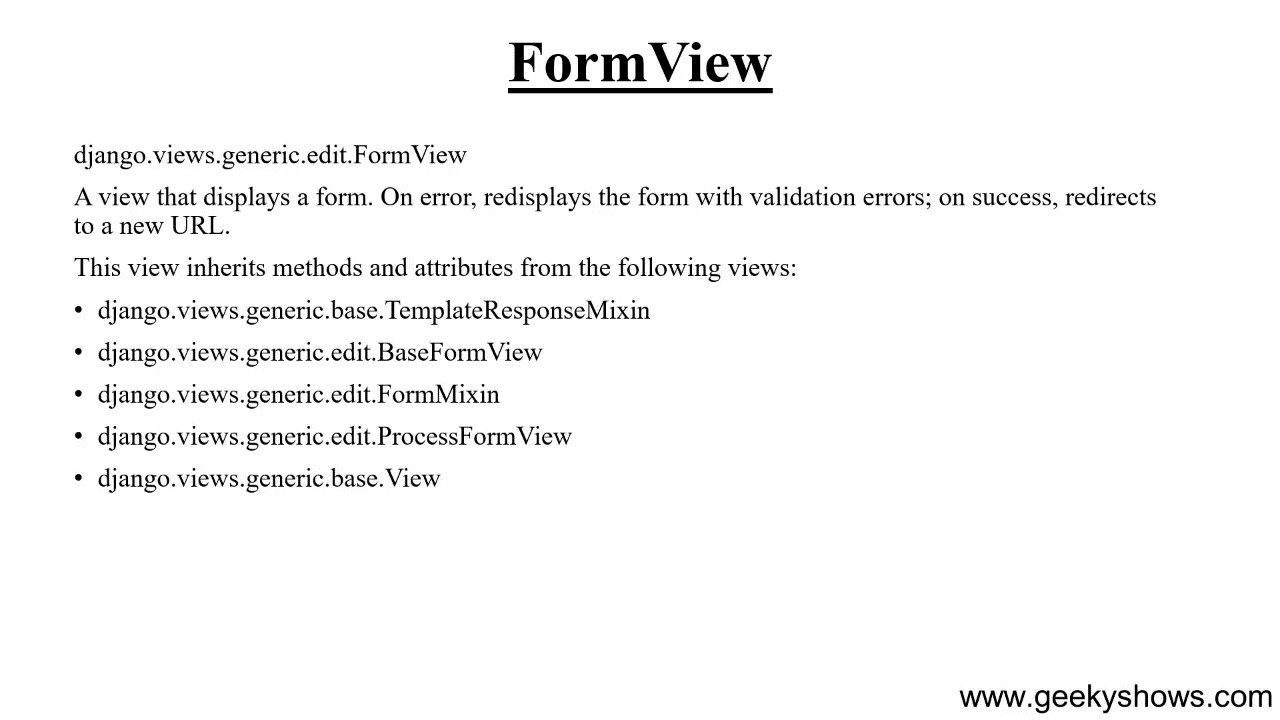 FormView
django.views.generic.edit.FormView
A view that displays a form. On error, redisplays the form with validation errors; on success, redirects
to a new URL.
This view inherits methods and attributes from the following views:
• django.views.generic.base.TemplateResponseMixin
• django.views.generic.edit.BaseFormView
• django.views.generic.edit.FormMixin
• django.views.generic.edit.ProcessFormView
• django.views.generic.base.View
www.geekyshows.com